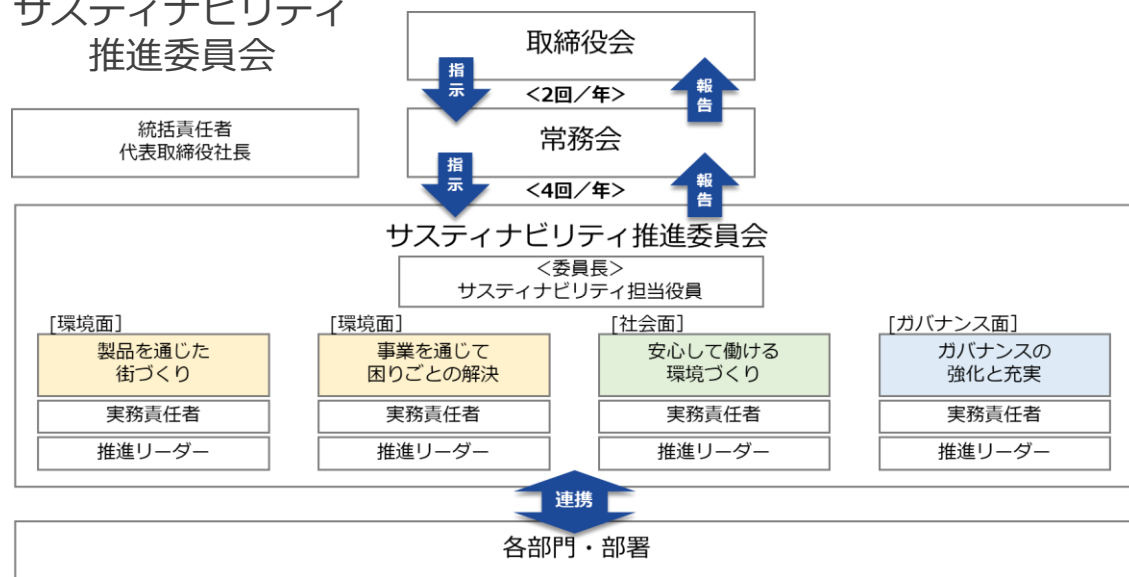 サスティナビリティ
推進委員会
取締役会
指示
<2回／年>
報告
統括責任者
代表取締役社長
常務会
指示
<4回／年>
報告
サスティナビリティ推進委員会
<委員長>
サスティナビリティ担当役員
[環境面]
製品を通じた
街づくり
実務責任者
推進リーダー
[環境面]
事業を通じて
困りごとの解決
実務責任者
推進リーダー
[社会面]
安心して働ける
環境づくり
実務責任者
推進リーダー
[ガバナンス面]
ガバナンスの
強化と充実
実務責任者
推進リーダー
連携
各部門・部署